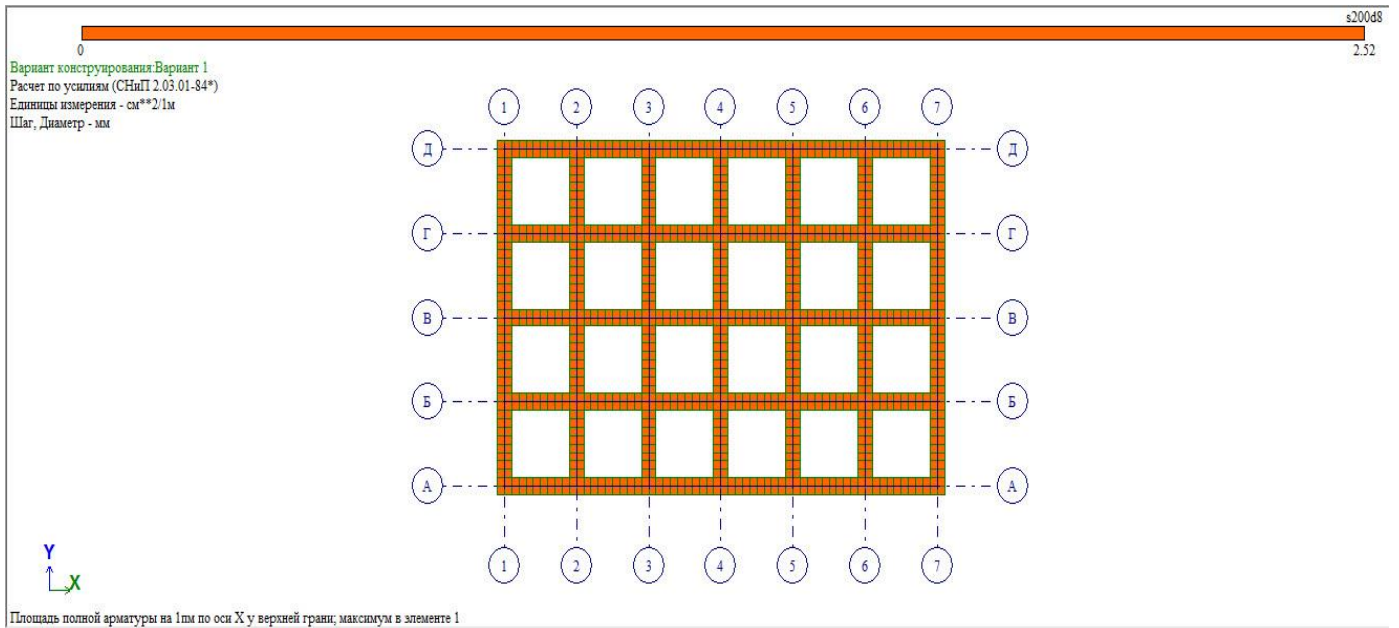 s200d8
0 2.52
Вариант конструирования:Вариант 1
Расчет по усилиям (СНиП 2.03.01-84*)
Единицы измерения - см**2/1м
Шаг, Диаметр - мм
1 2 3 4 5 6 7
Д Д
Г Г
В В
Б Б
А А
1 2 3 4 5 6 7
Y
X
Площадь полной арматуры на 1пм по оси X у верхней грани; максимум в элементе 1